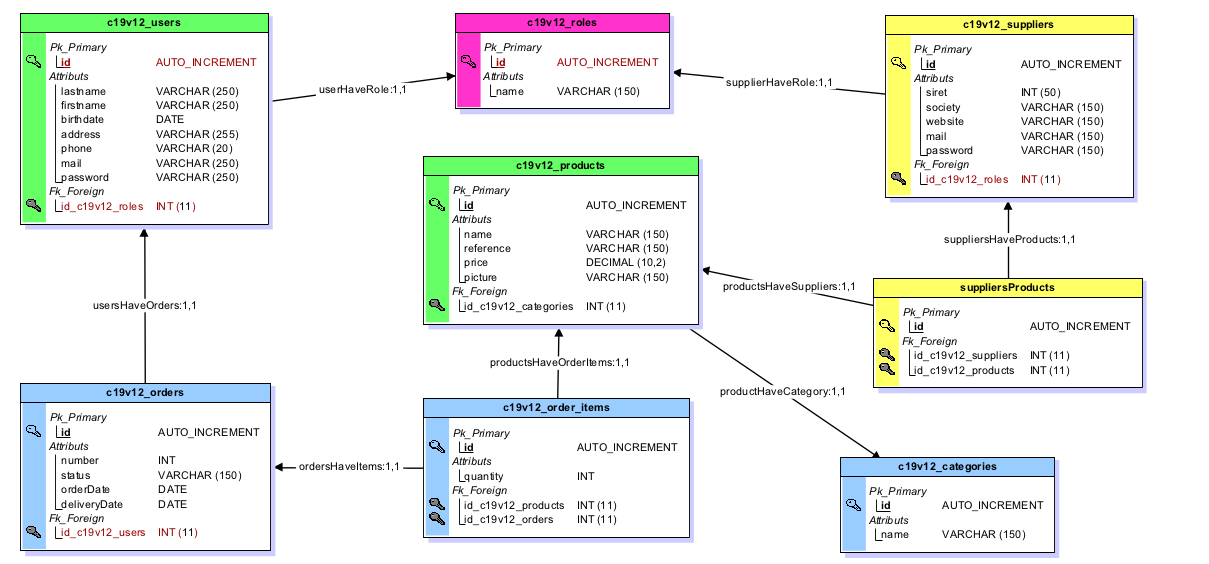 c19v12_users
Pk_Primary
id AUTO_INCREMENT
Attributs
lastname VARCHAR (250)
firstname VARCHAR (250)
birthdate DATE
address VARCHAR (255)
phone VARCHAR (20)
mail VARCHAR (250)
password VARCHAR (250)
Fk_Foreign
id_c19v12_roles INT (11)
userHaveRole:1,1
c19v12_roles
Pk_Primary
id AUTO_INCREMENT
Attributs
name VARCHAR (150)
supplierHaveRole:1,1
c19v12_suppliers
Pk_Primary
id AUTO_INCREMENT
Attributs
siret INT (50)
society VARCHAR (150)
website VARCHAR (150)
mail VARCHAR (150)
password VARCHAR (150)
Fk_Foreign
id_c19v12_roles INT (11)
c19v12_products
Pk_Primary
id AUTO_INCREMENT
Attributs
name VARCHAR (150)
reference VARCHAR (150)
price DECIMAL (10,2)
picture VARCHAR (150)
Fk_Foreign
id_c19v12_categories INT (11)
suppliersHaveProducts:1,1
productsHaveSuppliers:1,1
suppliersProducts
Pk_Primary
id AUTO_INCREMENT
Fk_Foreign
id_c19v12_suppliers INT (11)
id_c19v12_products INT (11)
usersHaveOrders:1,1
productsHaveOrderItems:1,1
productHaveCategory:1,1
c19v12_orders
Pk_Primary
id AUTO_INCREMENT
Attributs
number INT
status VARCHAR (150)
orderDate DATE
deliveryDate DATE
Fk_Foreign
id_c19v12_users INT (11)
ordersHaveItems:1,1
c19v12_order_items
Pk_Primary
id AUTO_INCREMENT
Attributs
quantity INT
Fk_Foreign
id_c19v12_products INT (11)
id_c19v12_orders INT (11)
c19v12_categories
Pk_Primary
id AUTO_INCREMENT
Attributs
name VARCHAR (150)